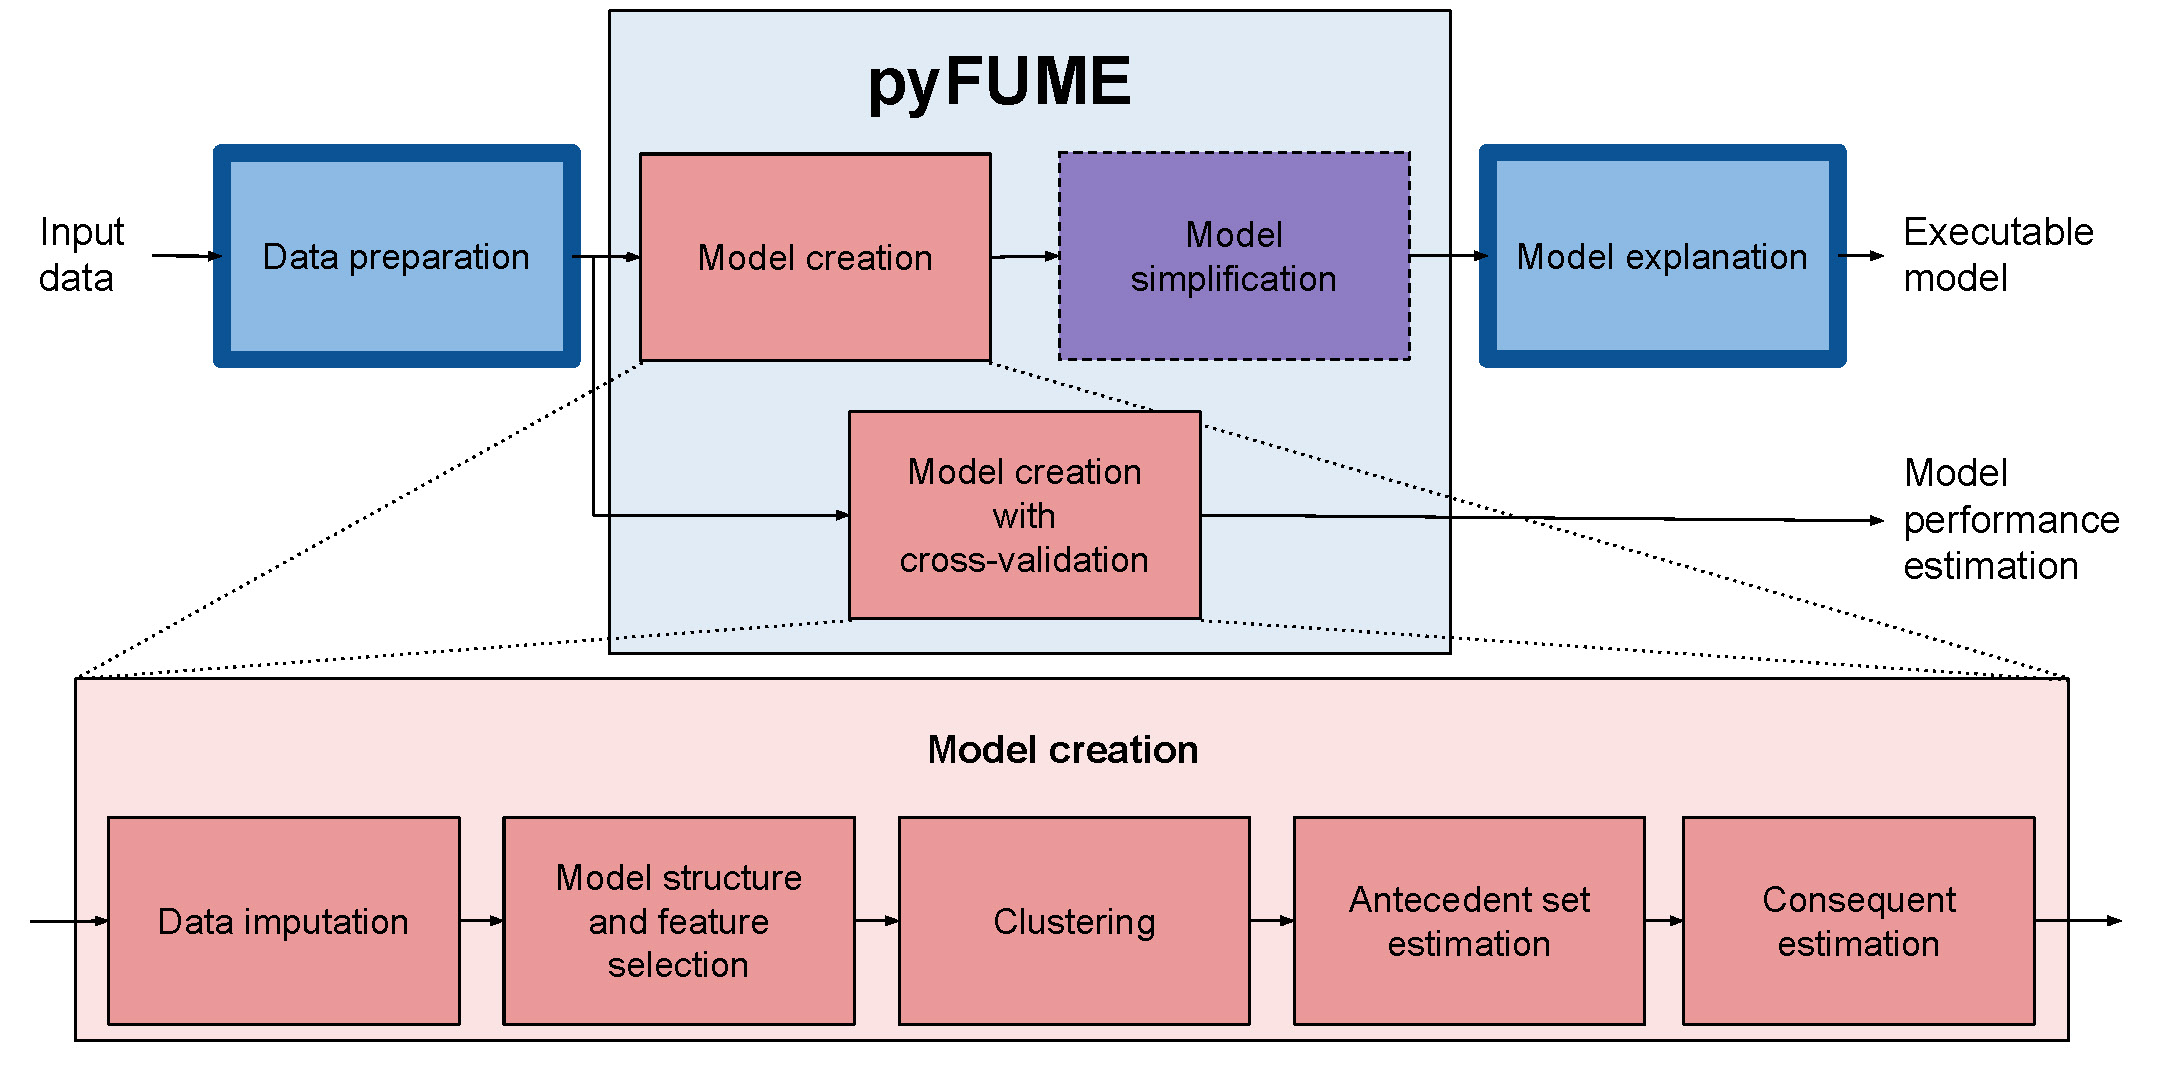 pyFUME
Input
data
Data preparation
Model creation
Model
simplification
Model explanation
Executable
model
Model creation
with
cross-validation
Model
performance
estimation
Model creation
Data imputation
Model structure
and feature
selection
Clustering
Antecedent set
estimation
Consequent
estimation